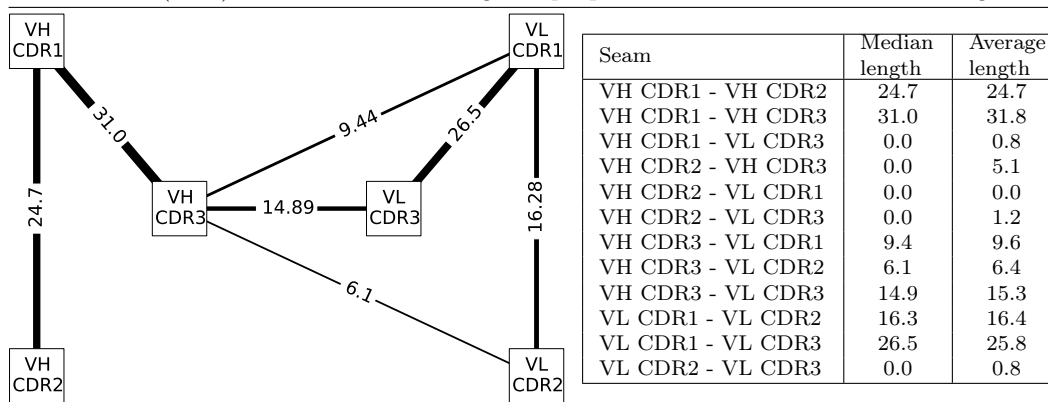 VH
CDR1
VL
CDR1
31.0
9.44
26.5
24.7
VH
CDR3
14.89
VL
CDR3
16.28
6.1
VH
CDR2
VL
CDR2
Seam Median length Average length
VH CDR1 - VH CDR2 24.7 24.7
VH CDR1 - VH CDR3 31.0 31.8
VH CDR1 - VL CDR3 0.0 0.8
VH CDR2 - VH CDR3 0.0 5.1
VH CDR2 - VL CDR1 0.0 0.0
VH CDR2 - VL CDR3 0.0 1.2
VH CDR3 - VL CDR1 9.4 9.6
VH CDR3 - VL CDR2 6.1 6.4
VH CDR3 - VL CDR3 14.9 15.3
VL CDR1 - VL CDR2 16.3 16.4
VL CDR1 - VL CDR3 26.5 25.8
VL CDR2 - VL CDR3 0.0 0.8